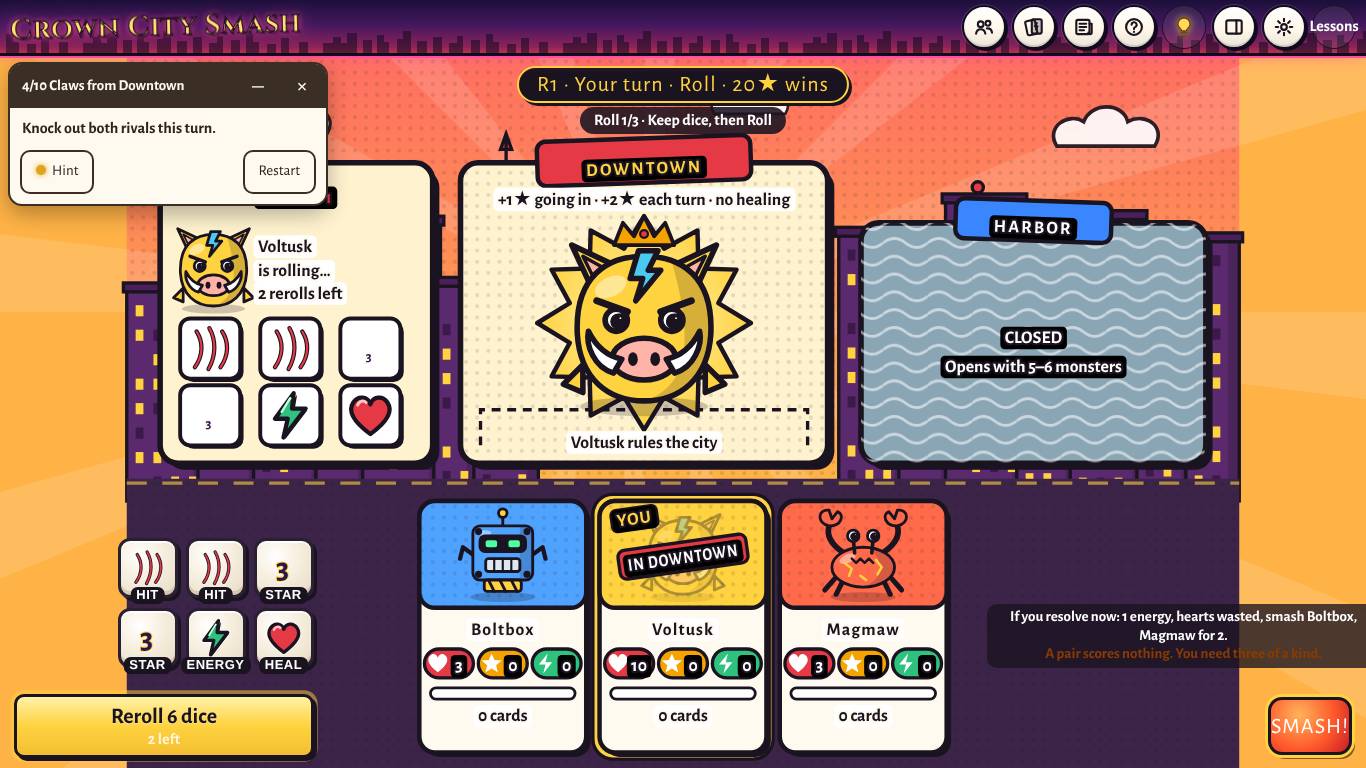 Crown City Smash
Lessons
4/10 Claws from Downtown
Knock out both rivals this turn.
Hint
Restart
R1 · Your turn · Roll · 20★ wins
Roll 1/3 · Keep dice, then Roll
Voltusk
is rolling…
2 rerolls left
3
3
DOWNTOWN
+1★ going in · +2★ each turn · no healing
Voltusk rules the city
HARBOR
CLOSED
Opens with 5–6 monsters
HIT
HIT
3
STAR
3
STAR
ENERGY
HEAL
Reroll 6 dice
2 left
Boltbox
3
0
0
0 cards
YOU
IN DOWNTOWN
Voltusk
10
0
0
0 cards
Magmaw
3
0
0
0 cards
If you resolve now: 1 energy, hearts wasted, smash Boltbox,
Magmaw for 2.
A pair scores nothing. You need three of a kind.
SMASH!